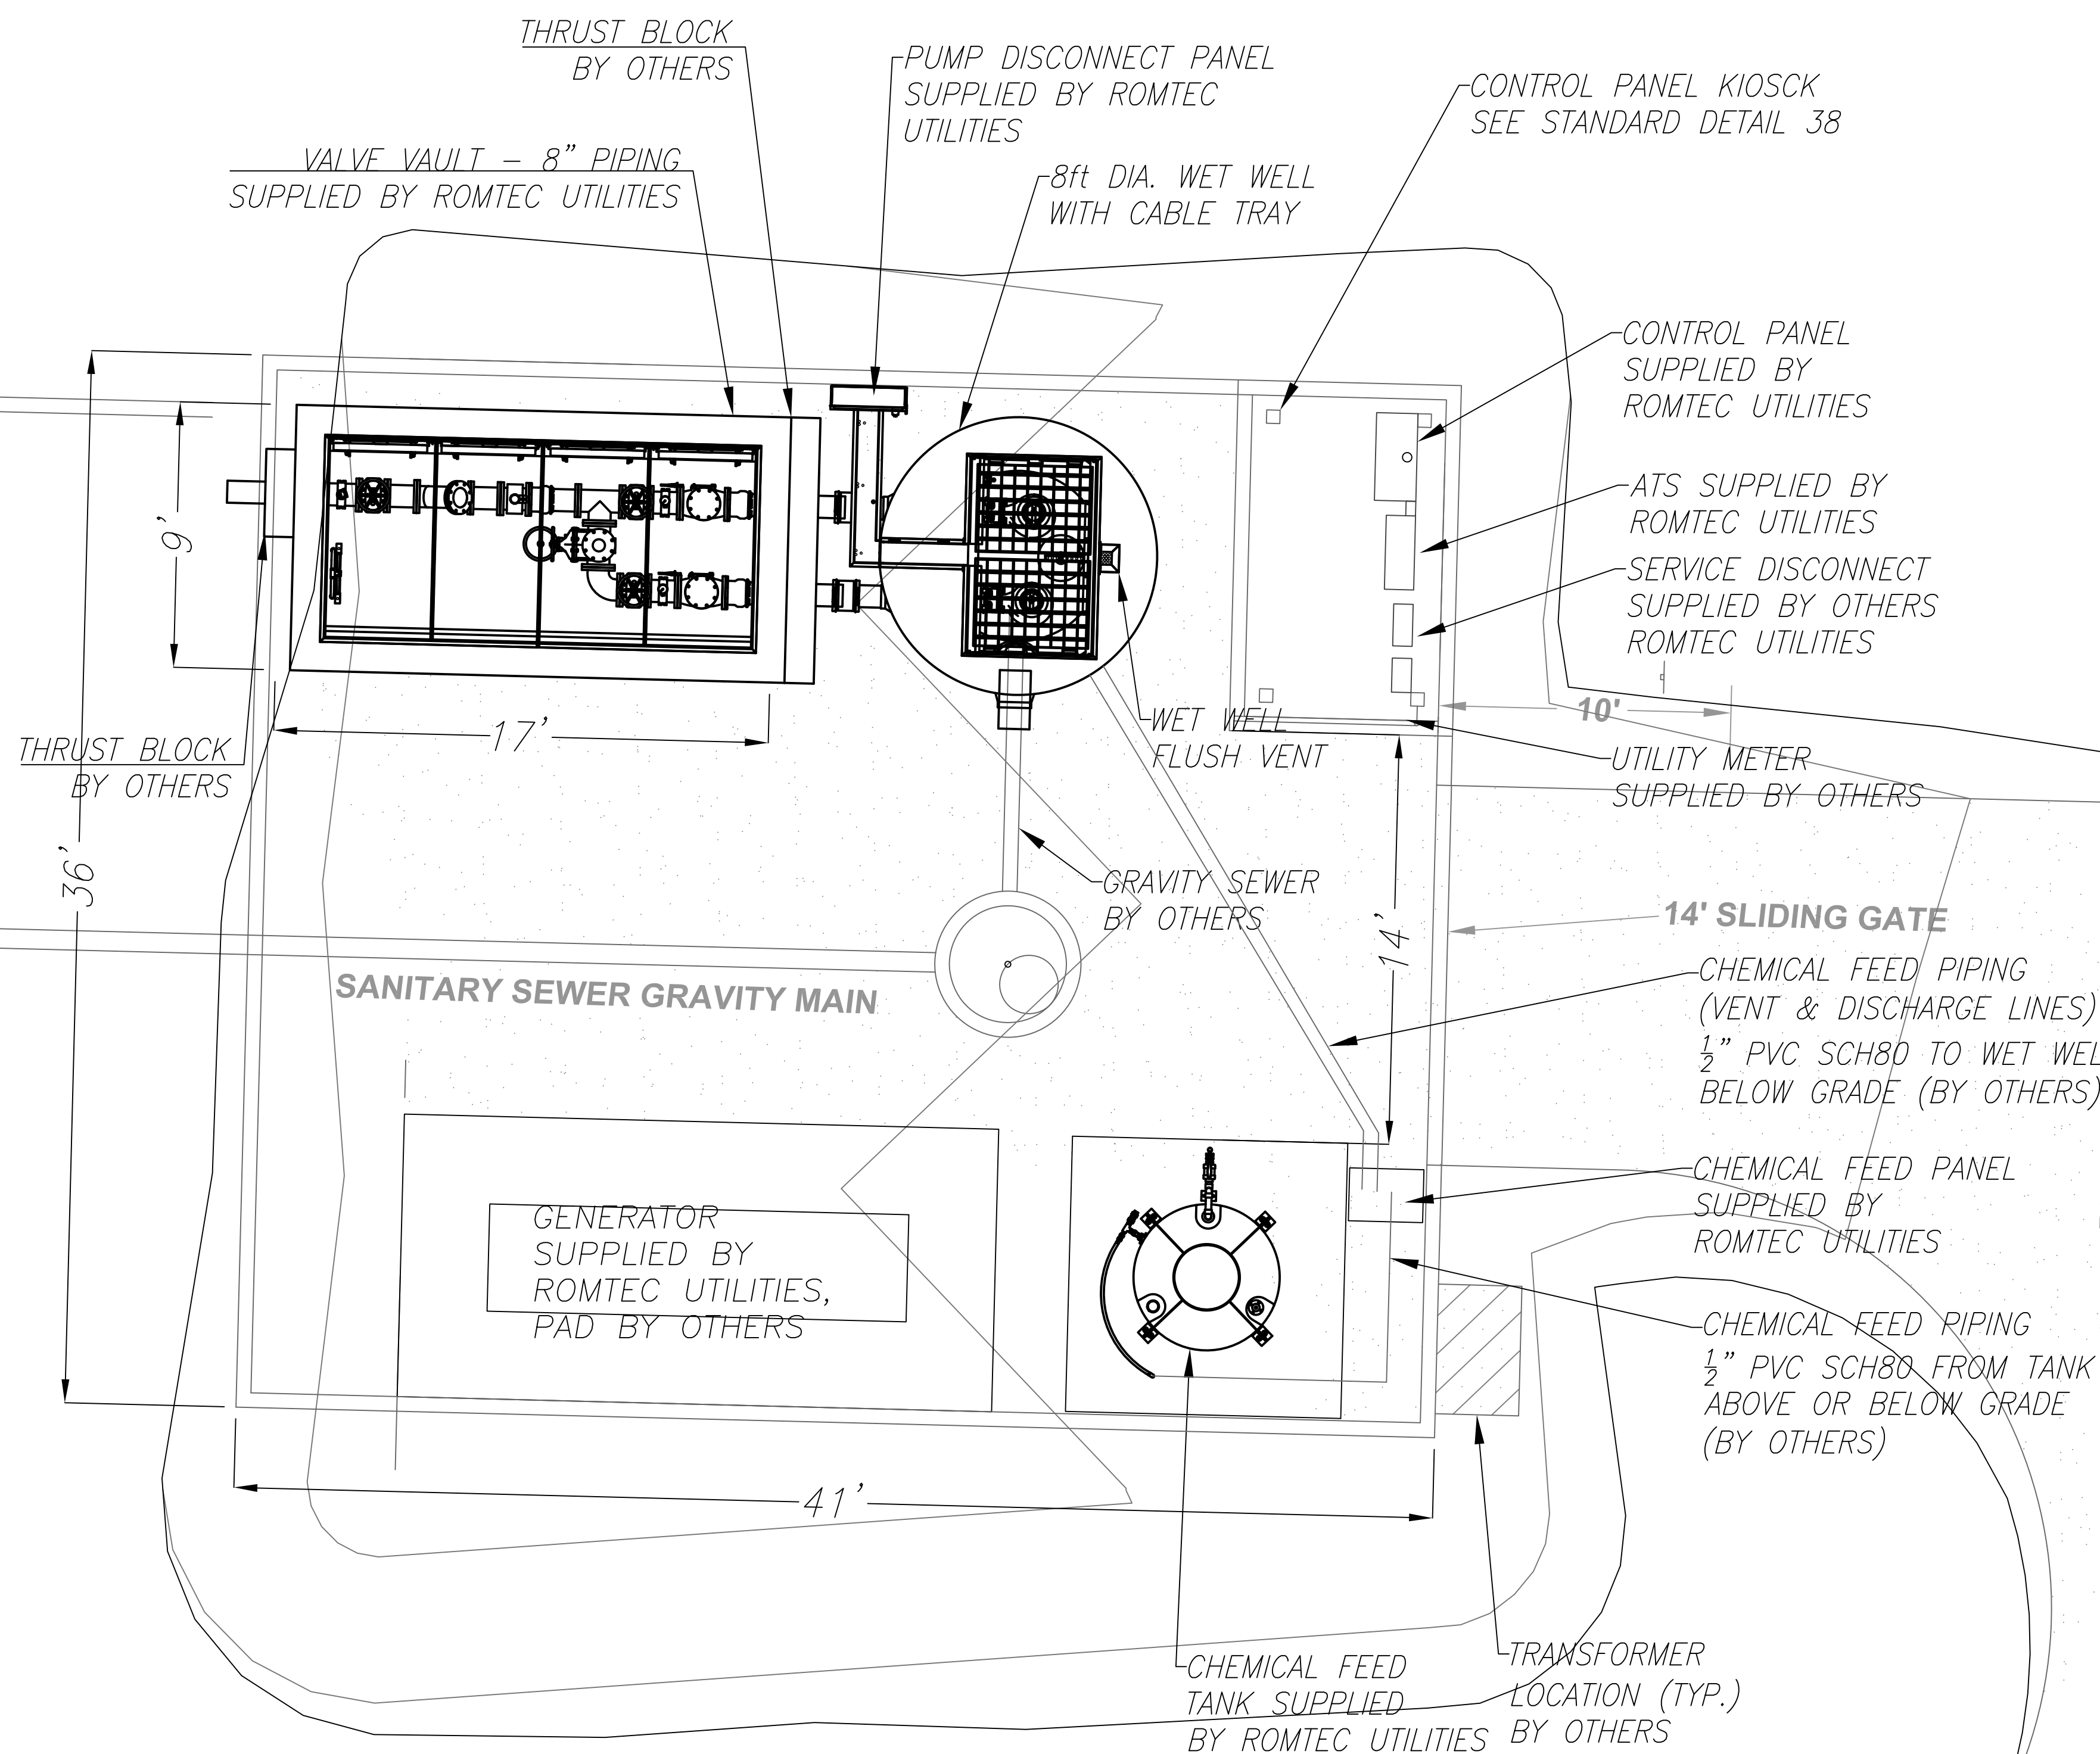 THRUST BLOCK
BY OTHERS
PUMP DISCONNECT PANEL
SUPPLIED BY ROMTEC
UTILITIES
CONTROL PANEL KIOSCK
SEE STANDARD DETAIL 38
VALVE VAULT – 8" PIPING
SUPPLIED BY ROMTEC UTILITIES
8ft DIA. WET WELL
WITH CABLE TRAY
CONTROL PANEL
SUPPLIED BY
ROMTEC UTILITIES
ATS SUPPLIED BY
ROMTEC UTILITIES
SERVICE DISCONNECT
SUPPLIED BY OTHERS
ROMTEC UTILITIES
9'
10'
17'
WET WELL
FLUSH VENT
THRUST BLOCK
BY OTHERS
UTILITY METER
SUPPLIED BY OTHERS
36'
GRAVITY SEWER
BY OTHERS
14'
14' SLIDING GATE
SANITARY SEWER GRAVITY MAIN
CHEMICAL FEED PIPING
(VENT & DISCHARGE LINES)
1/2" PVC SCH80 TO WET WEL
BELOW GRADE (BY OTHERS)
CHEMICAL FEED PANEL
SUPPLIED BY
ROMTEC UTILITIES
GENERATOR
SUPPLIED BY
ROMTEC UTILITIES,
PAD BY OTHERS
CHEMICAL FEED PIPING
1/2" PVC SCH80 FROM TANK
ABOVE OR BELOW GRADE
(BY OTHERS)
41'
CHEMICAL FEED
TANK SUPPLIED
BY ROMTEC UTILITIES
TRANSFORMER
LOCATION (TYP.)
BY OTHERS